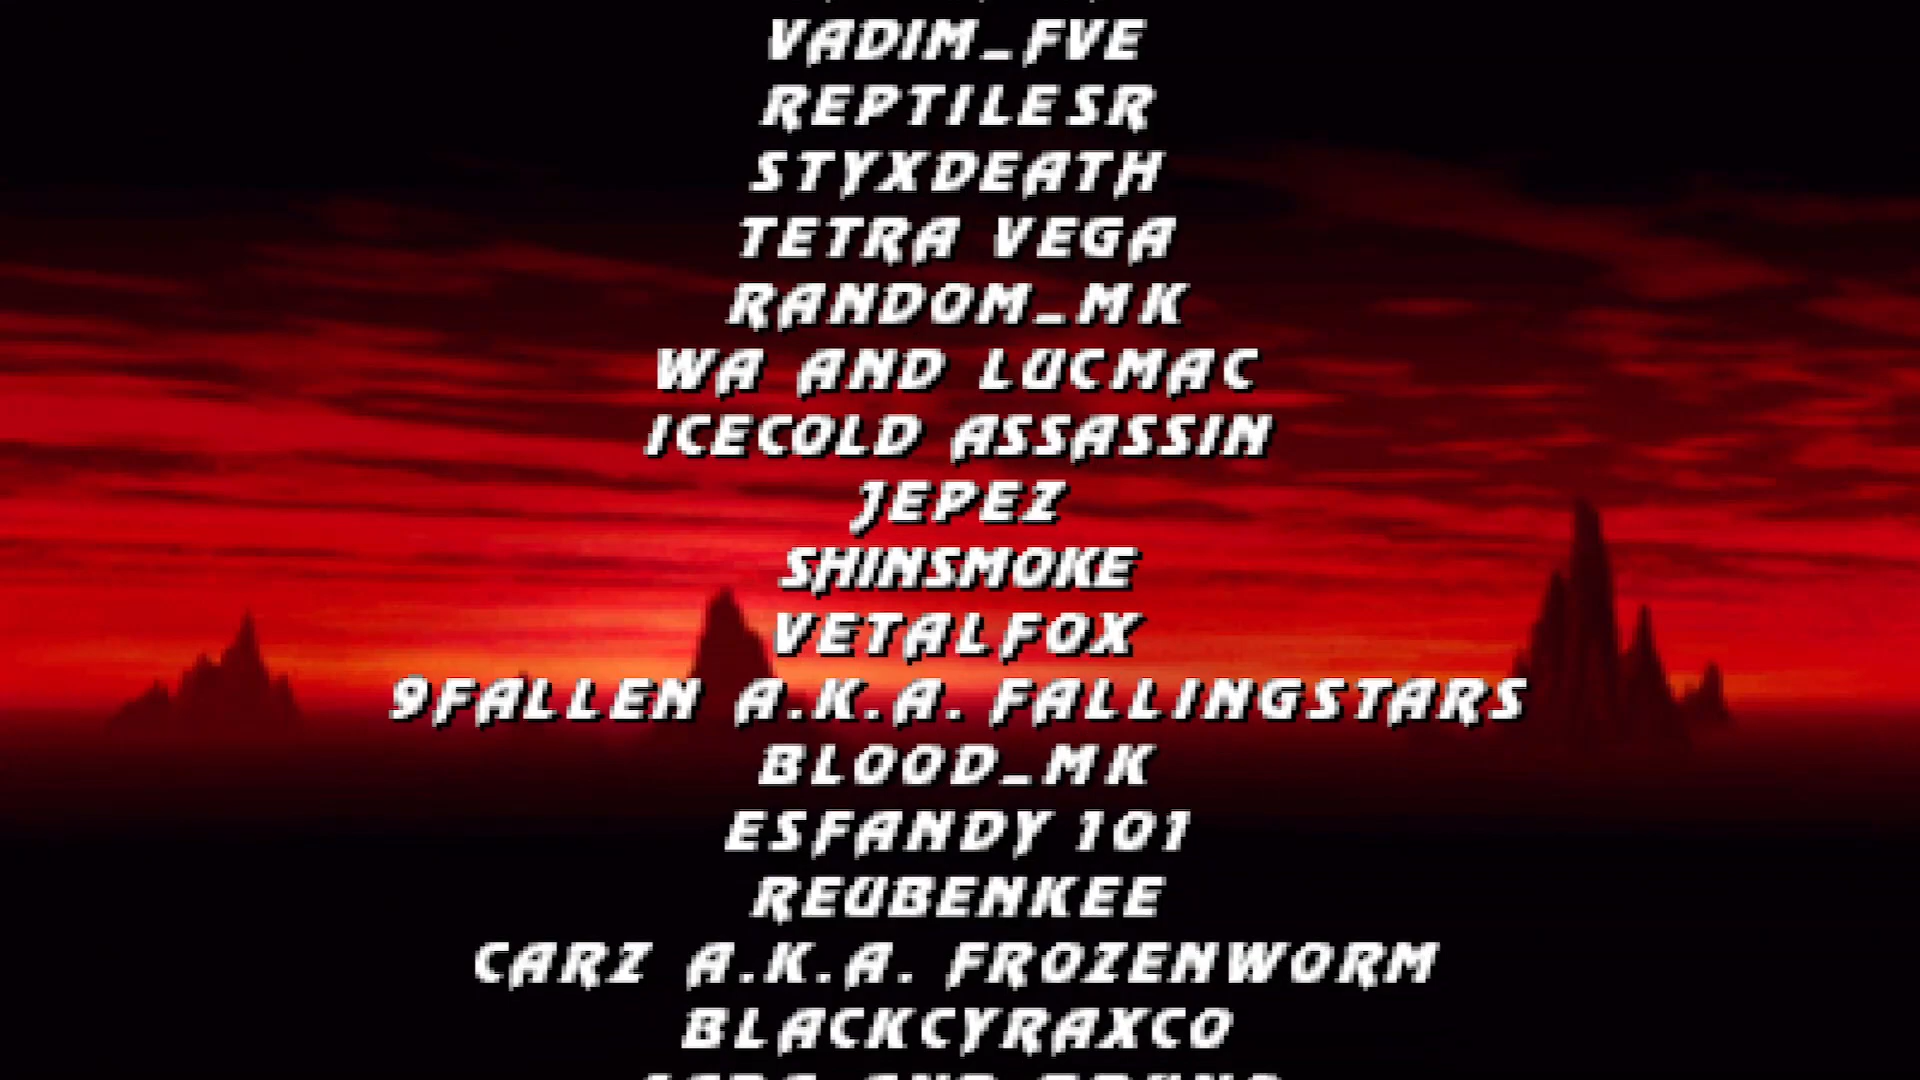 VADIM_FVE
REPTILESR
STYXDEATH
TETRA VEGA
RANDOM_MK
WA AND LUCMAC
ICECOLD ASSASSIN
JEPEZ
SHINSMOKE
VETALFOX
9FALLEN A.K.A. FALLINGSTARS
BLOOD_MK
ESFANDY 101
REUBENKEE
CARZ A.K.A. FROZENWORM
BLACKCYRAXCO